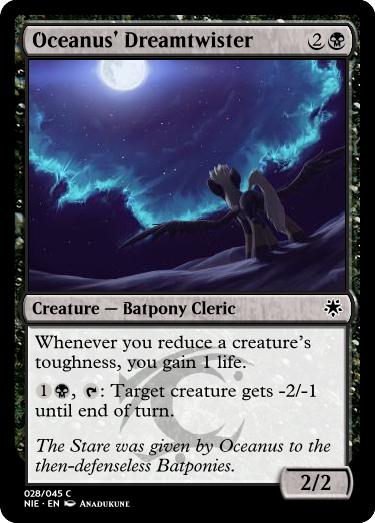 Oceanus' Dreamtwister 2
Creature — Batpony Cleric
Whenever you reduce a creature's
toughness, you gain 1 life.
1 , : Target creature gets -2/-1
until end of turn.
The Stare was given by Oceanus to the
then-defenseless Batponies.
2/2
028/045 C
NIE • EN Anadukune